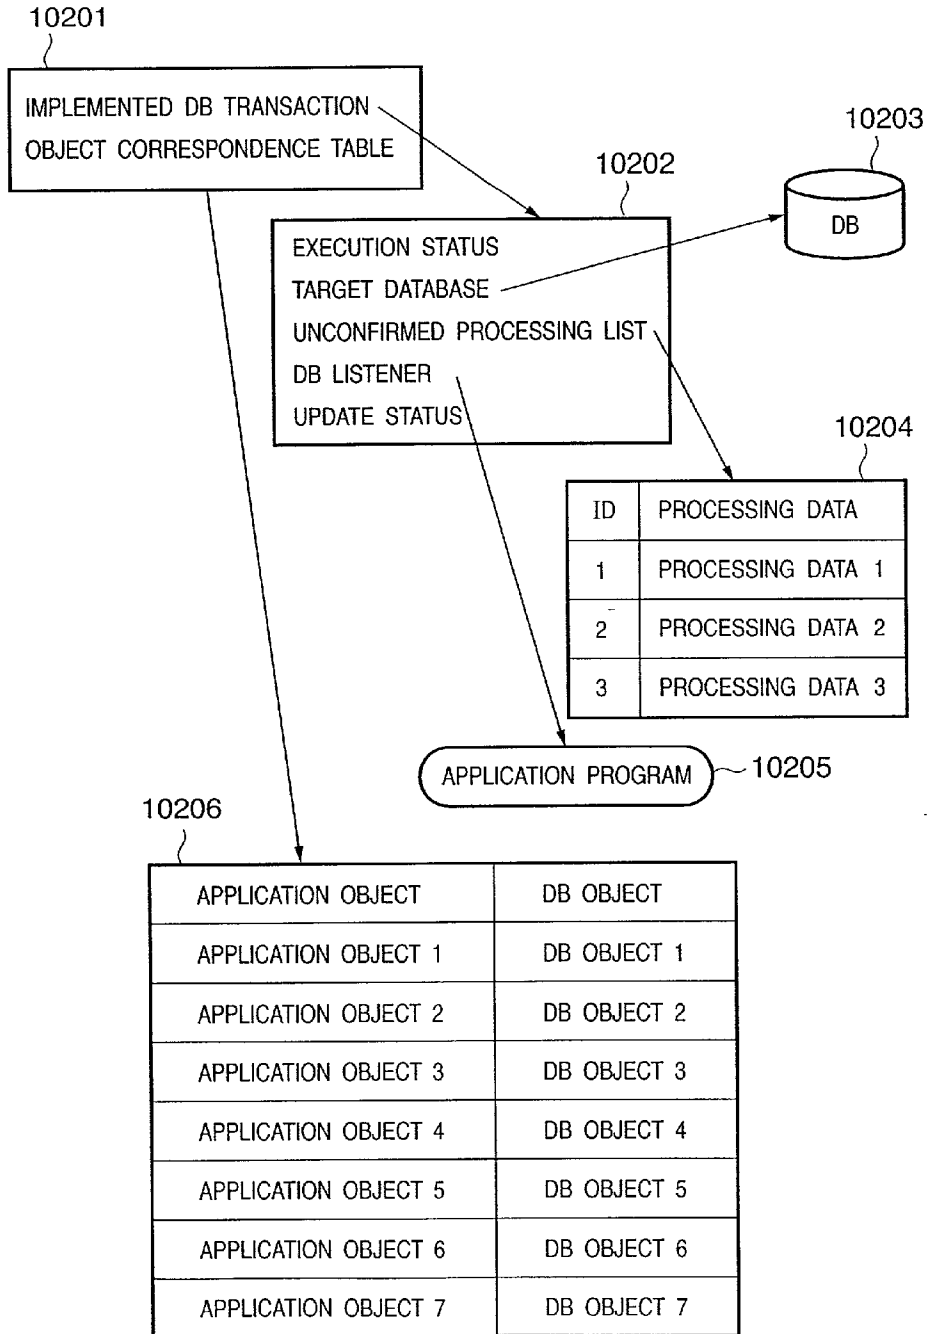 10201
IMPLEMENTED DB TRANSACTION
OBJECT CORRESPONDENCE TABLE
10203
DB
10202
EXECUTION STATUS
TARGET DATABASE
UNCONFIRMED PROCESSING LIST
DB LISTENER
UPDATE STATUS
10204
ID PROCESSING DATA
1 PROCESSING DATA 1
2 PROCESSING DATA 2
3 PROCESSING DATA 3
APPLICATION PROGRAM 10205
10206
APPLICATION OBJECT DB OBJECT
APPLICATION OBJECT 1 DB OBJECT 1
APPLICATION OBJECT 2 DB OBJECT 2
APPLICATION OBJECT 3 DB OBJECT 3
APPLICATION OBJECT 4 DB OBJECT 4
APPLICATION OBJECT 5 DB OBJECT 5
APPLICATION OBJECT 6 DB OBJECT 6
APPLICATION OBJECT 7 DB OBJECT 7